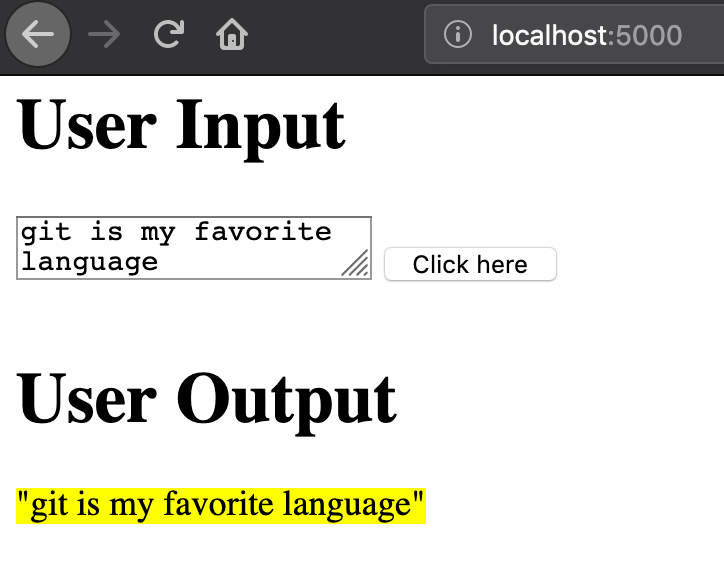 localhost:5000
User Input
git is my favorite
language
Click here
User Output
"git is my favorite language"